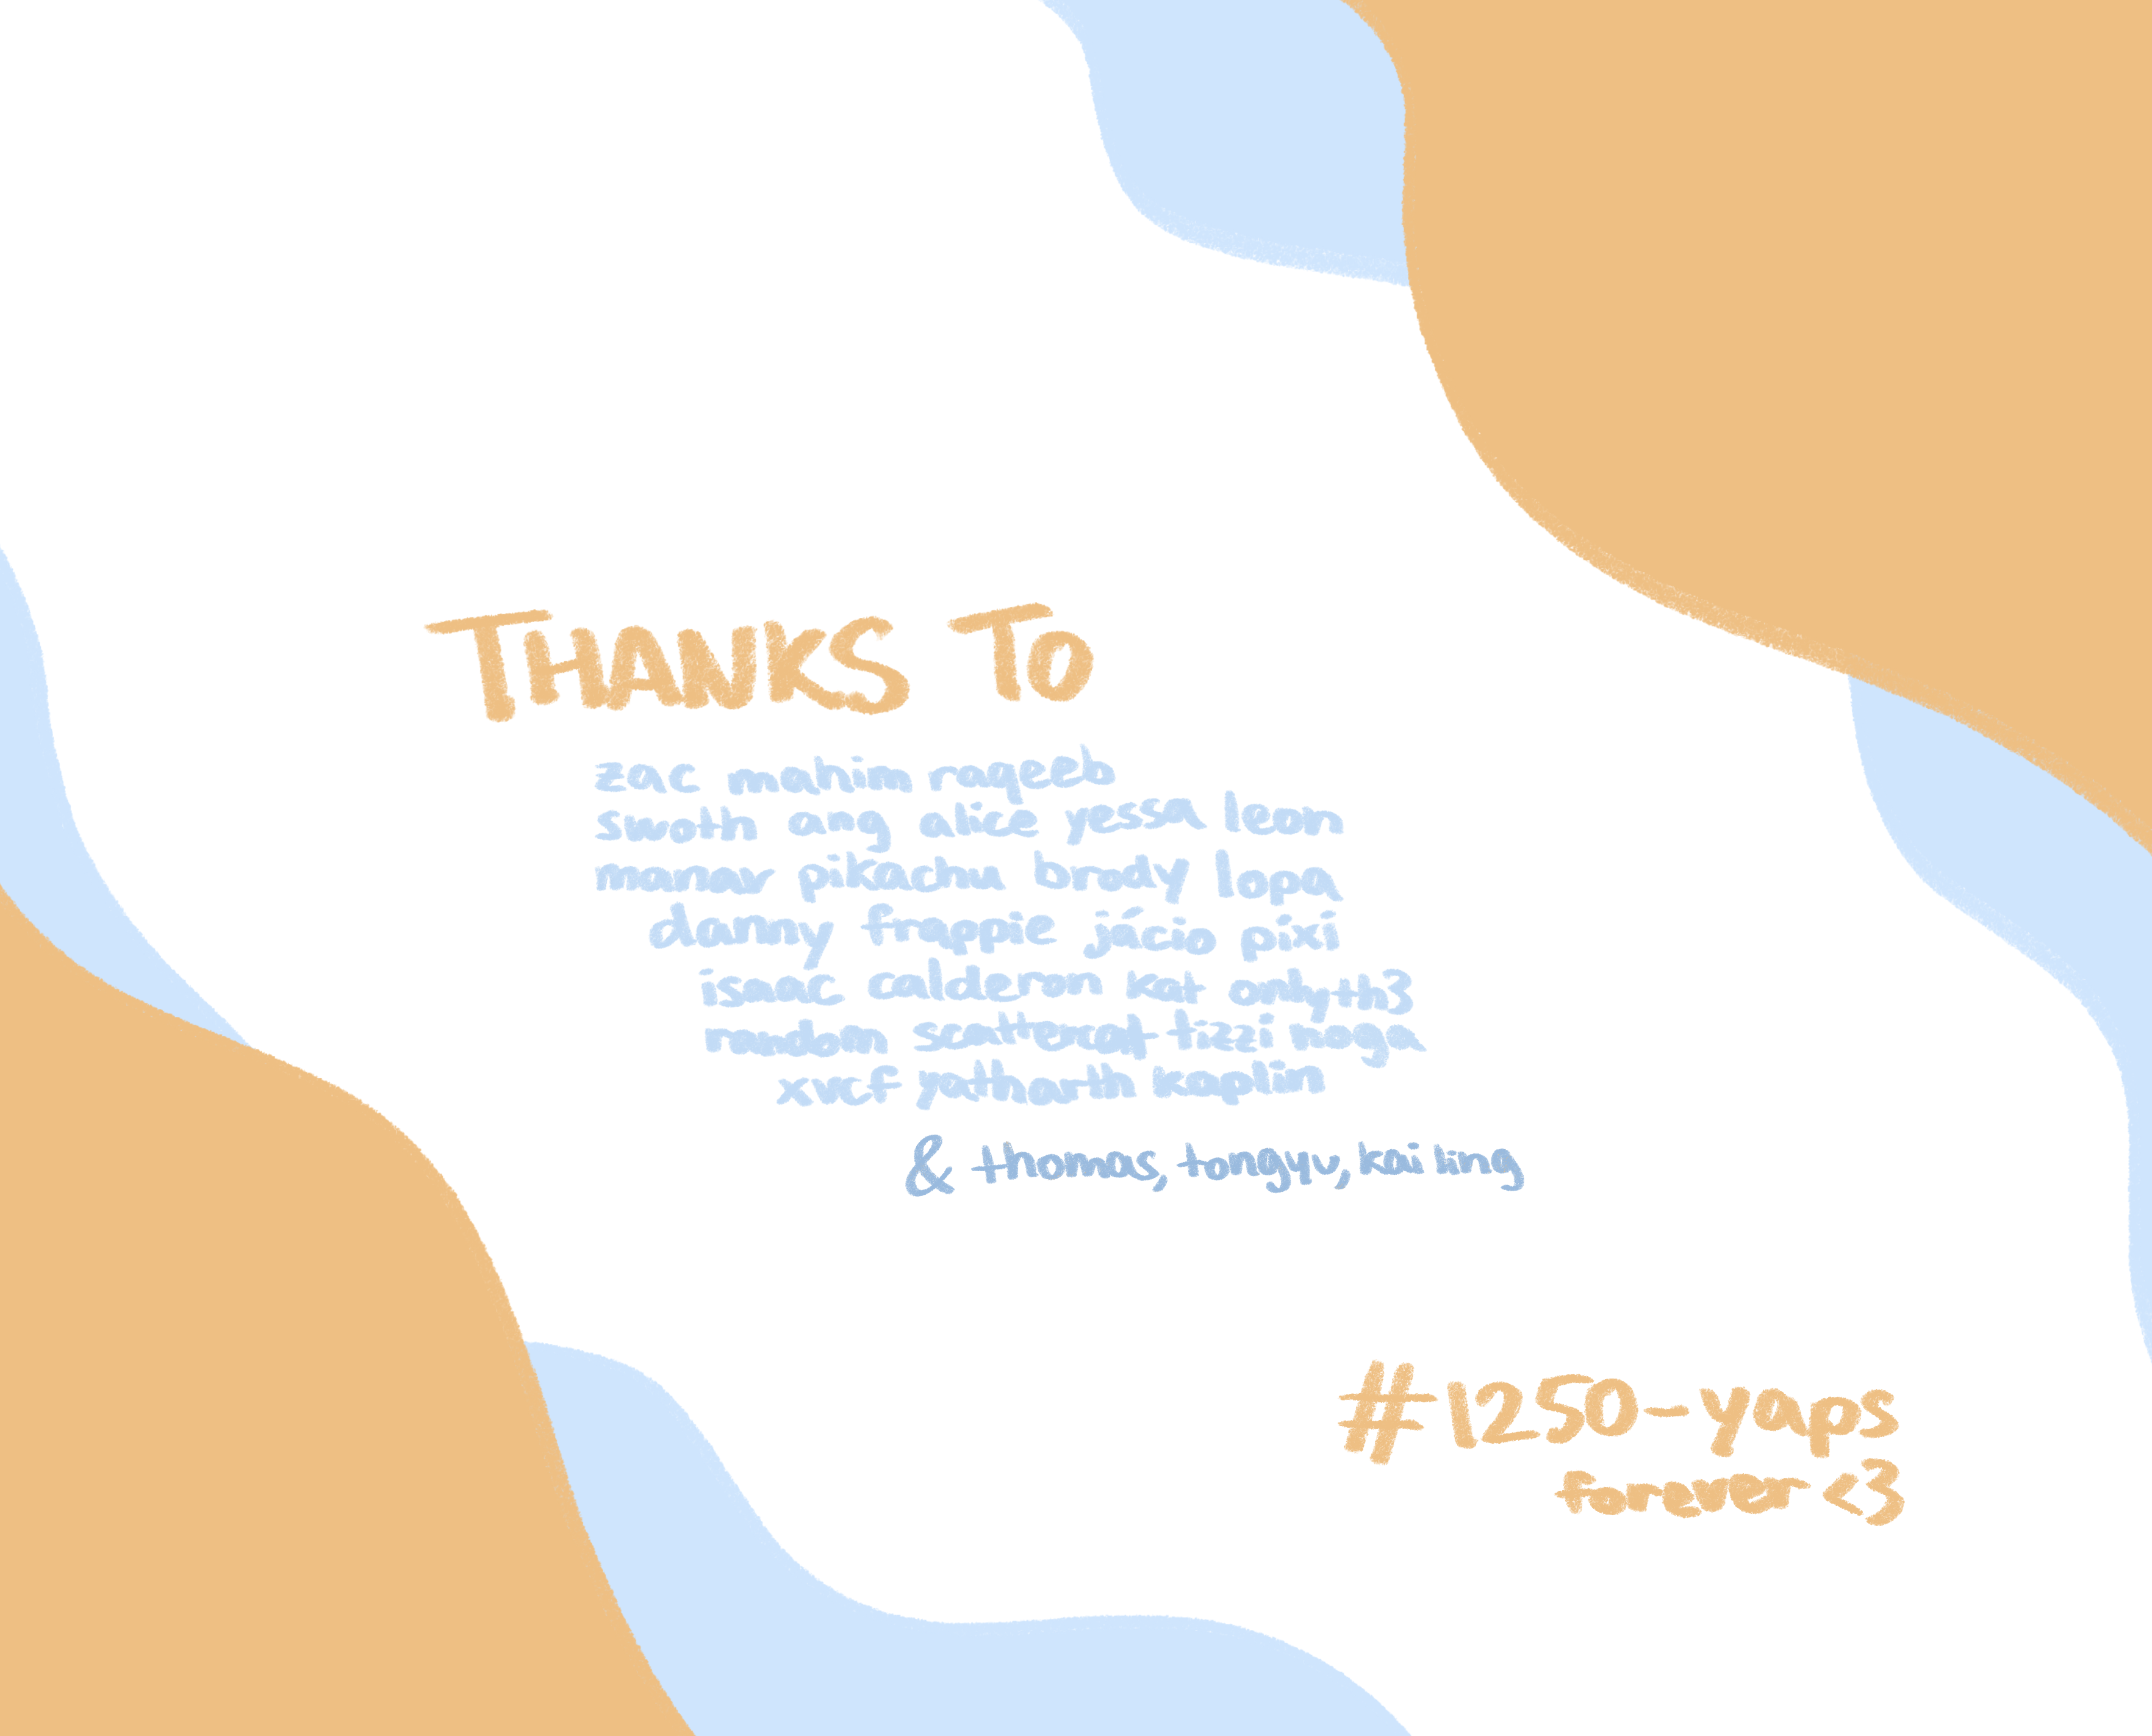 THANKS TO
zac mahim raqeeb
swoth ang alice yessa leon
manav pikachu brody lopa
danny frappie jácio pixi
isaac calderon kat onlyth3
random scattercat tizzi noga
xvcf yatharth kaplin
& thomas, tongyu, kai ling
#1250-yaps
forever <3